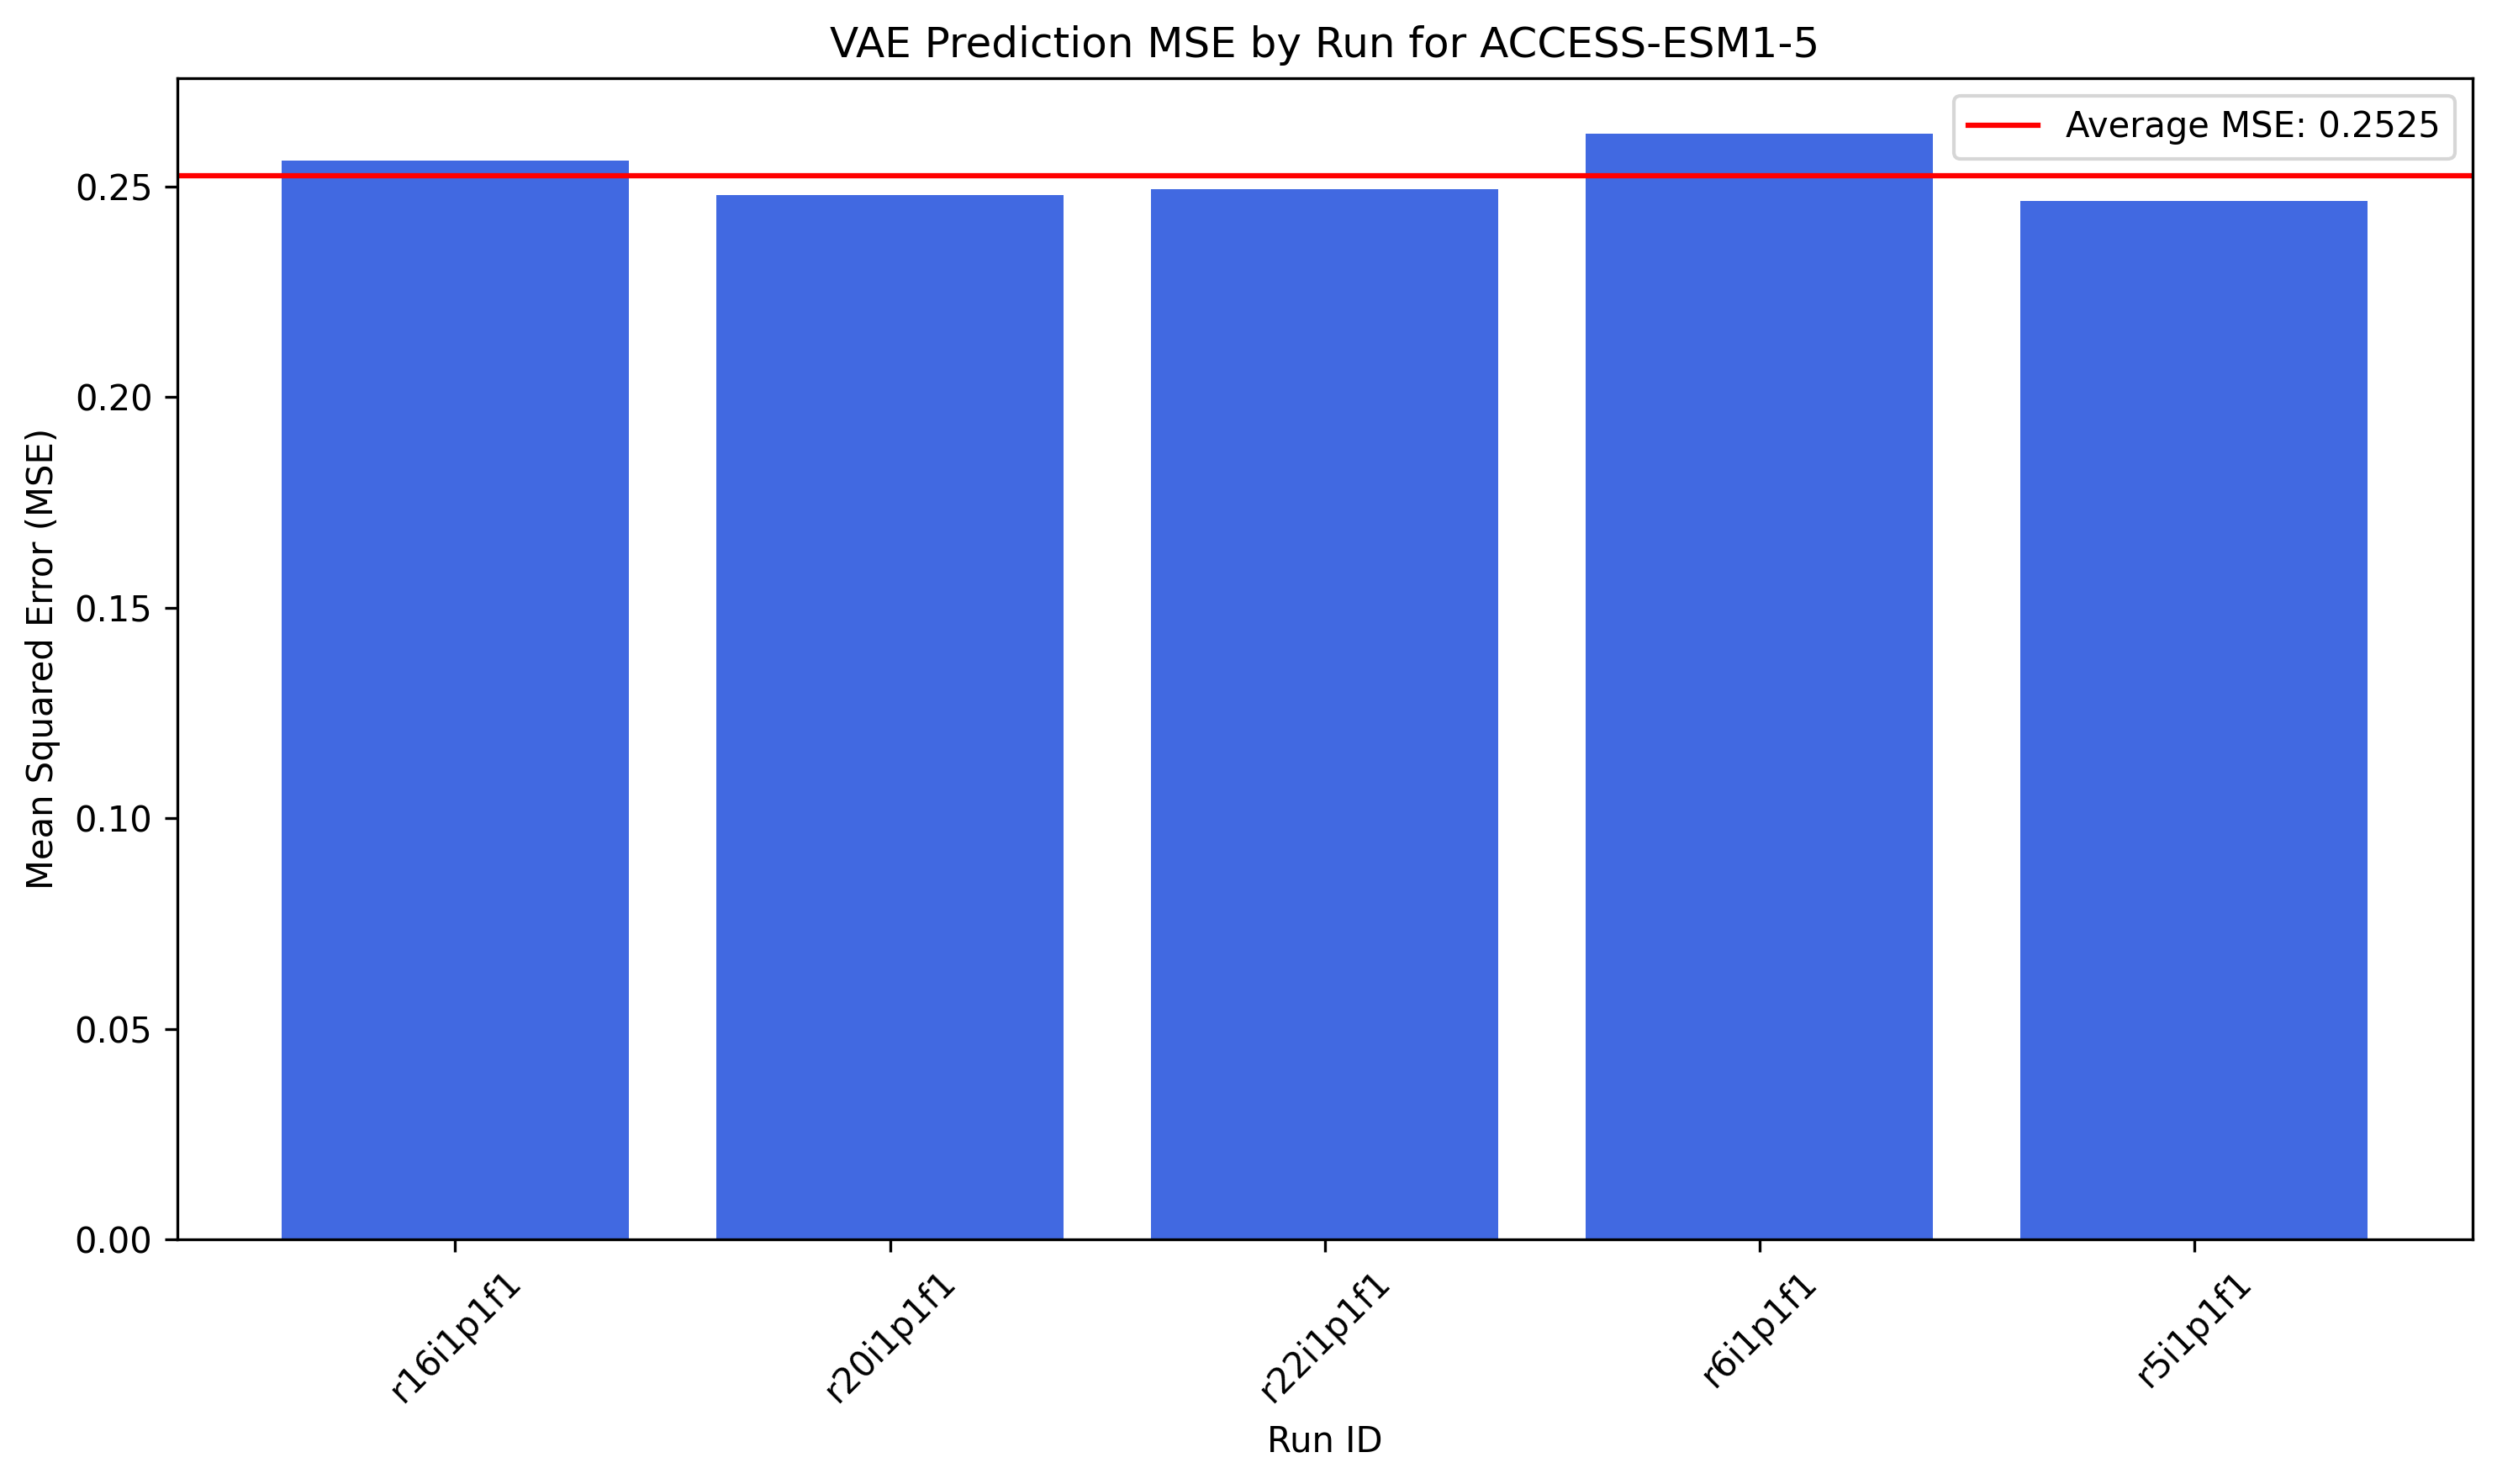 VAE Prediction MSE by Run for ACCESS-ESM1-5
Average MSE: 0.2525
Mean Squared Error (MSE)
0.25
0.20
0.15
0.10
0.05
0.00
r16i1p1f1
r20i1p1f1
r22i1p1f1
r6i1p1f1
r5i1p1f1
Run ID